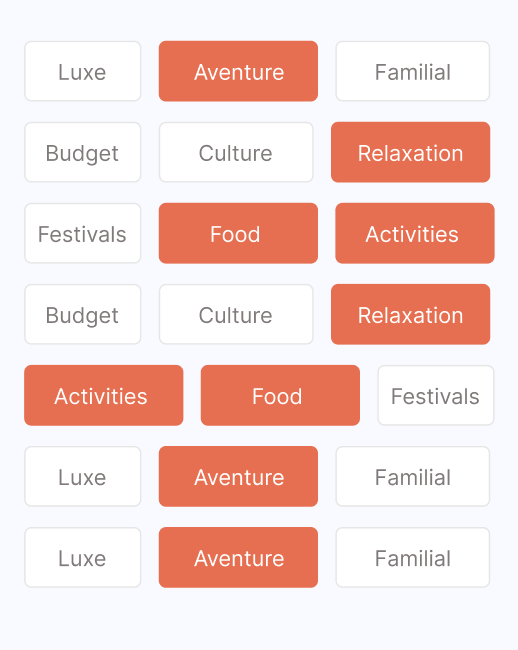 Luxe Aventure Familial
Budget Culture Relaxation
Festivals Food Activities
Budget Culture Relaxation
Activities Food Festivals
Luxe Aventure Familial
Luxe Aventure Familial